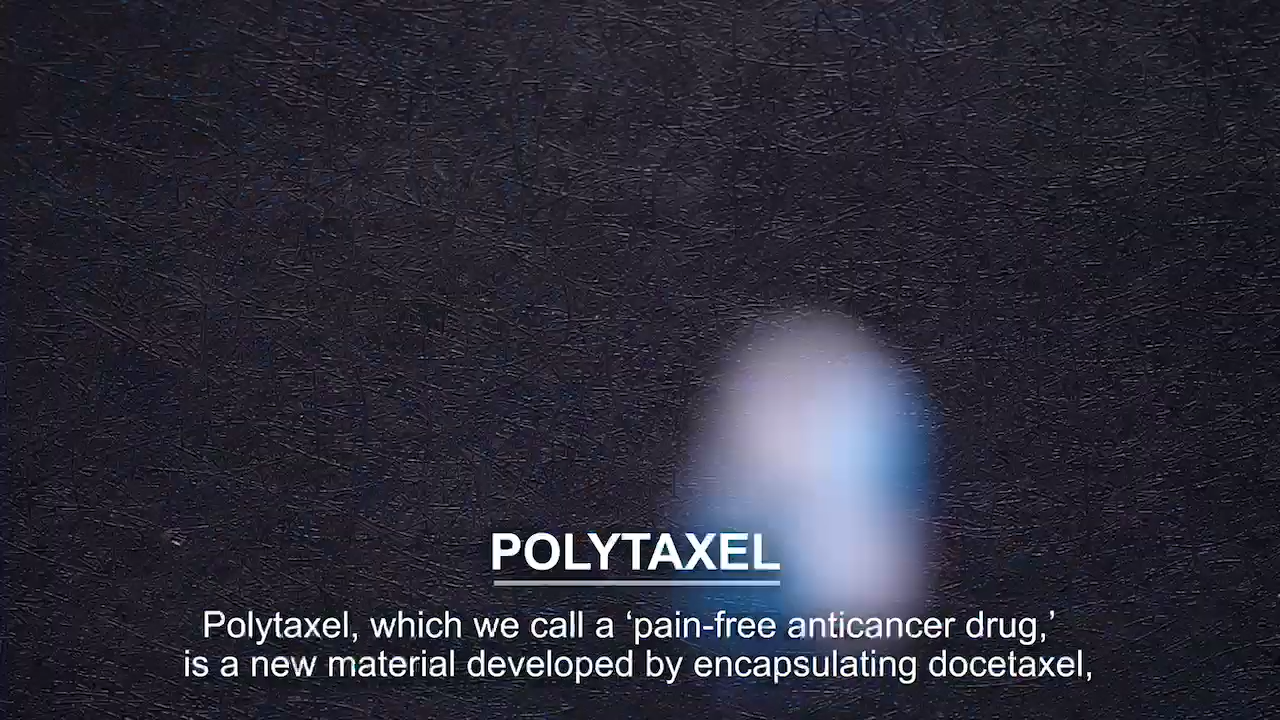 POLYTAXEL
Polytaxel, which we call a ‘pain-free anticancer drug,’
is a new material developed by encapsulating docetaxel,